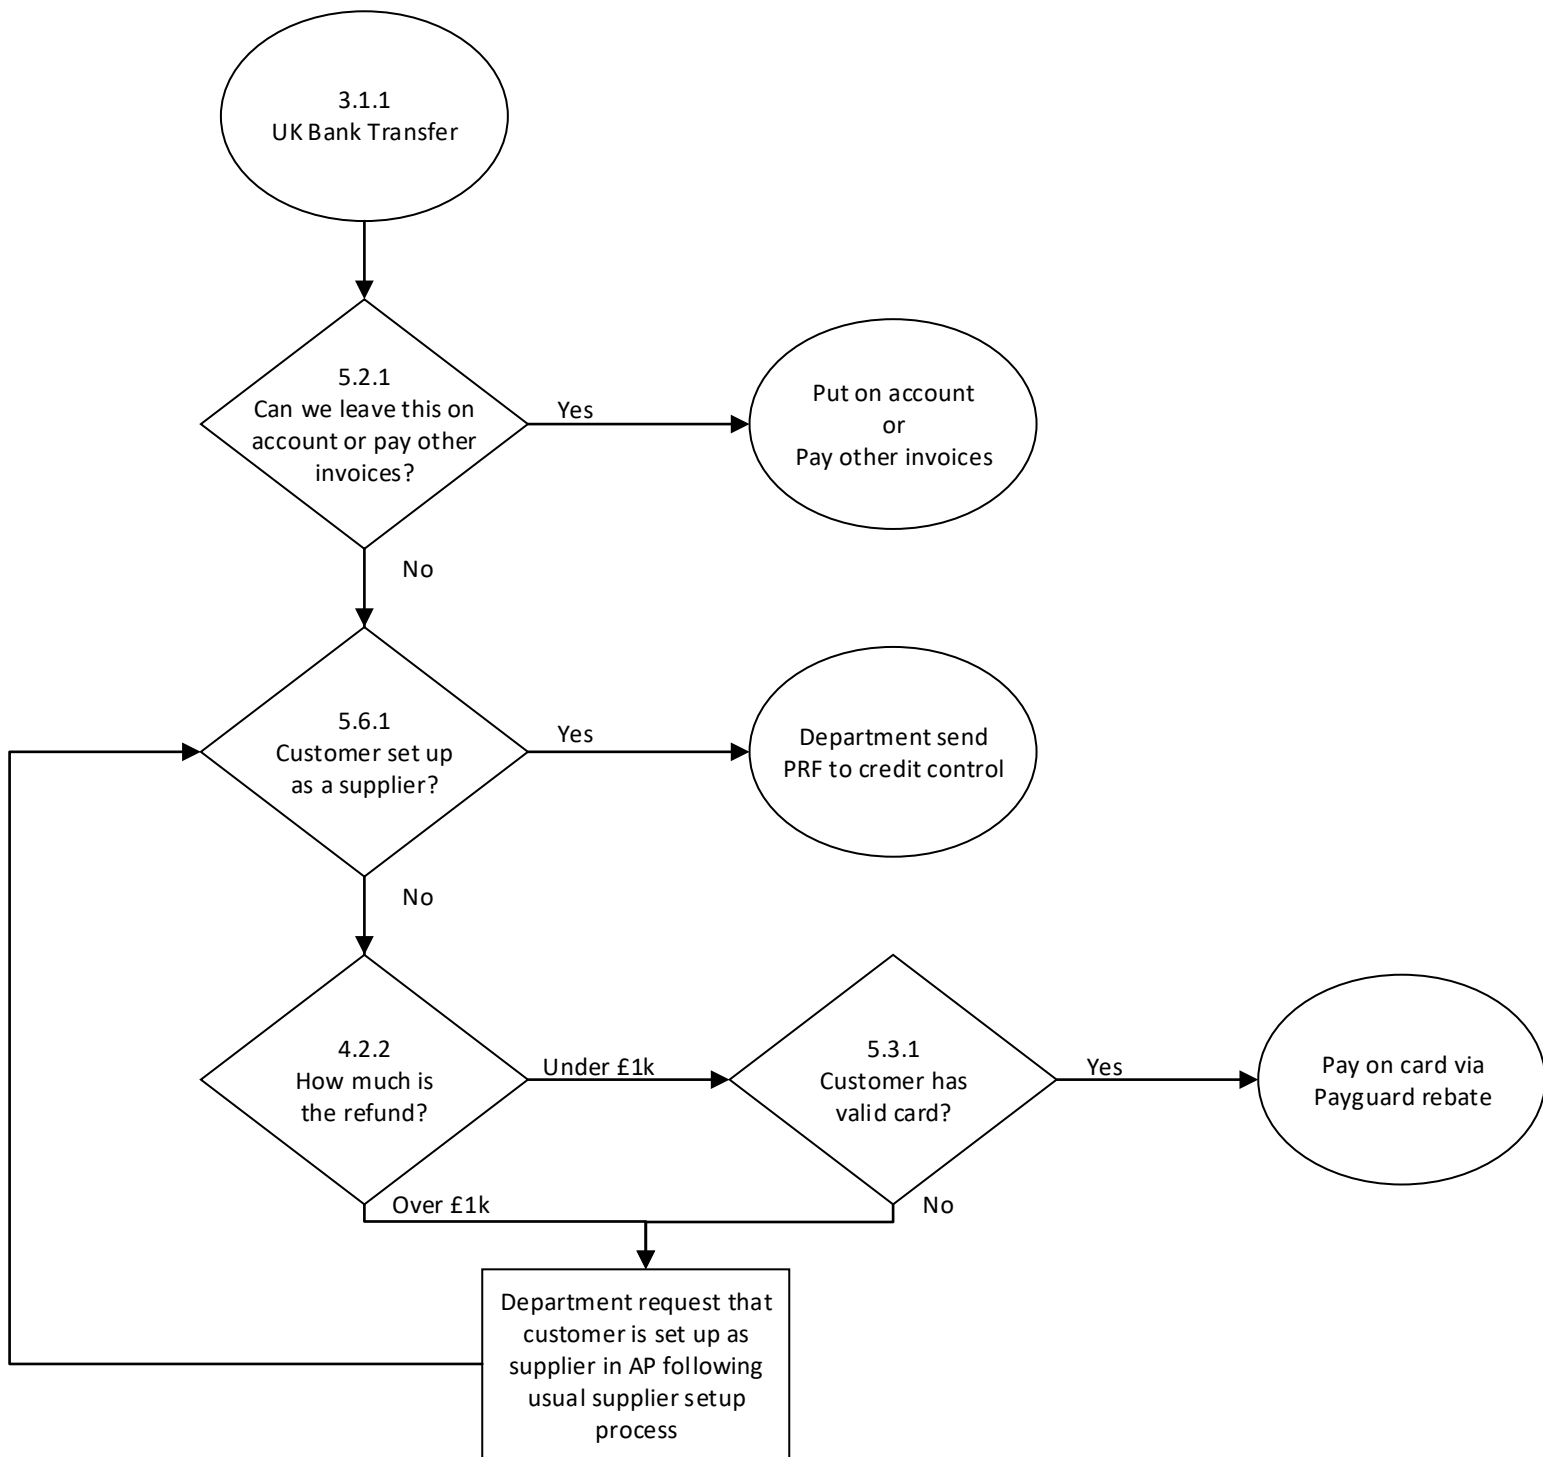 3.1.1
UK Bank Transfer
5.2.1
Can we leave this on
account or pay other
invoices?
Yes
Put on account
or
Pay other invoices
No
5.6.1
Customer set up
as a supplier?
Yes
Department send
PRF to credit control
No
4.2.2
How much is
the refund?
Under £1k
5.3.1
Customer has
valid card?
Yes
Pay on card via
Payguard rebate
Over £1k
No
Department request that
customer is set up as
supplier in AP following
usual supplier setup
process